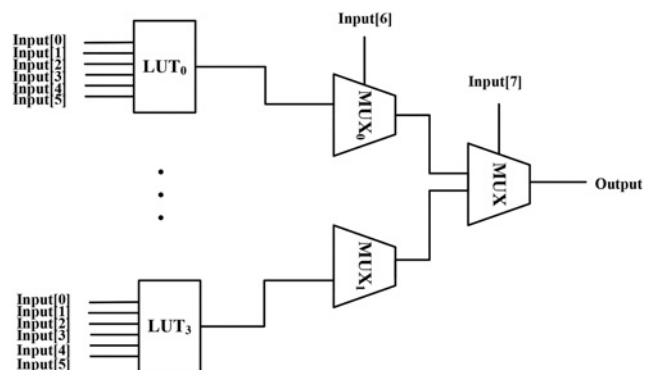 Input[6]
Input[0]
Input[1]
Input[2]
Input[3]
Input[4]
Input[5]
LUT0
MUX0
Input[7]
MUX
Output
MUX1
Input[0]
Input[1]
Input[2]
Input[3]
Input[4]
Input[5]
LUT3